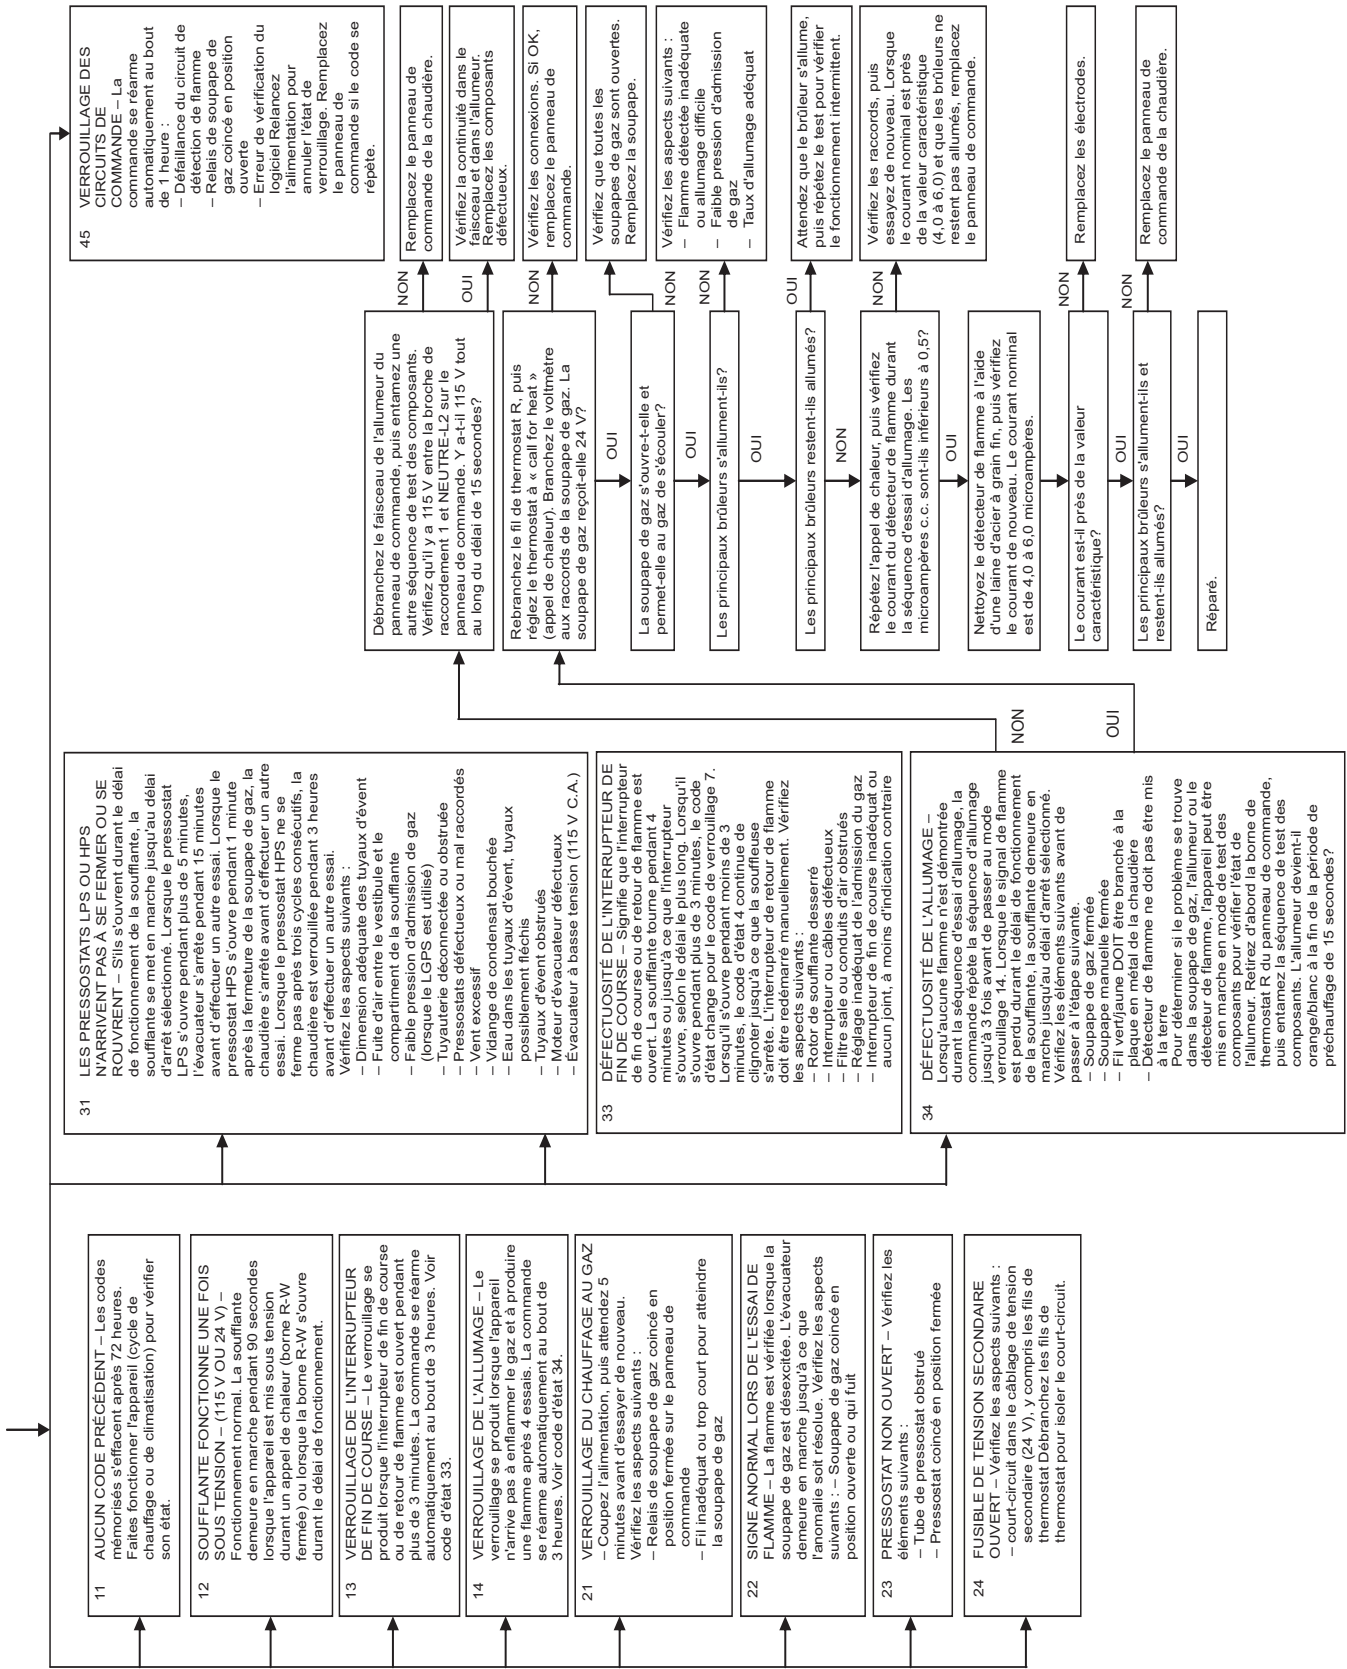 11 AUCUN CODE PRÉCÉDENT – Les codes
mémorisés s'effacent après 72 heures.
Faites fonctionner l'appareil (cycle de
chauffage ou de climatisation) pour vérifier
son état.
12 SOUFFLANTE FONCTIONNE UNE FOIS
SOUS TENSION – (115 V OU 24 V) –
Fonctionnement normal. La soufflante
demeure en marche pendant 90 secondes
lorsque l'appareil est mis sous tension
durant un appel de chaleur (borne R-W
fermée) ou lorsque la borne R-W s'ouvre
durant le délai de fonctionnement.
13 VERROUILLAGE DE L'INTERRUPTEUR
DE FIN DE COURSE – Le verrouillage se
produit lorsque l'interrupteur de fin de course
ou de retour de flamme est ouvert pendant
plus de 3 minutes. La commande se réarme
automatiquement au bout de 3 heures. Voir
code d'état 33.
14 VERROUILLAGE DE L'ALLUMAGE – Le
verrouillage se produit lorsque l'appareil
n'arrive pas à enflammer le gaz et à produire
une flamme après 4 essais. La commande
se réarme automatiquement au bout de
3 heures. Voir code d'état 34.
21 VERROUILLAGE DU CHAUFFAGE AU GAZ
– Coupez l'alimentation, puis attendez 5
minutes avant d'essayer de nouveau.
Vérifiez les aspects suivants :
– Relais de soupape de gaz coincé en
position fermée sur le panneau de
commande
– Fil inadéquat ou trop court pour atteindre
la soupape de gaz
22 SIGNE ANORMAL LORS DE L'ESSAI DE
FLAMME – La flamme est vérifiée lorsque la
soupape de gaz est désexcitée. L'évacuateur
demeure en marche jusqu'à ce que
l'anomalie soit résolue. Vérifiez les aspects
suivants : – Soupape de gaz coincé en
position ouverte ou qui fuit
23 PRESSOSTAT NON OUVERT – Vérifiez les
éléments suivants :
– Tube de pressostat obstrué
– Pressostat coincé en position fermée
24 FUSIBLE DE TENSION SECONDAIRE
OUVERT – Vérifiez les aspects suivants :
– court-circuit dans le câblage de tension
secondaire (24 V), y compris les fils de
thermostat Débranchez les fils de
thermostat pour isoler le court-circuit.
31 LES PRESSOSTATS LPS OU HPS
N'ARRIVENT PAS À SE FERMER OU SE
ROUVRENT – S'ils s'ouvrent durant le délai
de fonctionnement de la soufflante, la
soufflante se met en marche jusqu'au délai
d'arrêt sélectionné. Lorsque le pressostat
LPS s'ouvre pendant plus de 5 minutes,
l'évacuateur s'arrête pendant 15 minutes
avant d'effectuer un autre essai. Lorsque le
pressostat HPS s'ouvre pendant 1 minute
après la fermeture de la soupape de gaz, la
chaudière s'arrête avant d'effectuer un autre
essai. Lorsque le pressostat HPS ne se
ferme pas après trois cycles consécutifs, la
chaudière est verrouillée pendant 3 heures
avant d'effectuer un autre essai.
Vérifiez les aspects suivants :
– Dimension adéquate des tuyaux d'évent
– Fuite d'air entre le vestibule et le
compartiment de la soufflante
– Faible pression d'admission de gaz
(lorsque le LGPS est utilisé)
– Tuyauterie déconnectée ou obstruée
– Pressostats défectueux ou mal raccordés
– Vent excessif
– Vidange de condensat bouchée
– Eau dans les tuyaux d'évent, tuyaux
possiblement fléchis
– Tuyaux d'évent obstrués
– Moteur d'évacuateur défectueux
– Évacuateur à basse tension (115 V C.A.)
33 DÉFECTUOSITÉ DE L'INTERRUPTEUR DE
FIN DE COURSE – Signifie que l'interrupteur
de fin de course ou de retour de flamme est
ouvert. La soufflante tourne pendant 4
minutes ou jusqu'à ce que l'interrupteur
s'ouvre, selon le délai le plus long. Lorsqu'il
s'ouvre pendant plus de 3 minutes, le code
d'état change pour le code de verrouillage 7.
Lorsqu'il s'ouvre pendant moins de 3
minutes, le code d'état 4 continue de
clignoter jusqu'à ce que la souffleuse
s'arrête. L'interrupteur de retour de flamme
doit être redémarré manuellement. Vérifiez
les aspects suivants :
– Rotor de soufflante desserré
– Interrupteur ou câbles défectueux
– Filtre sale ou conduits d'air obstrués
– Réglage inadéquat de l'admission du gaz
– Interrupteur de fin de course inadéquat ou
aucun joint, à moins d'indication contraire
34 DÉFECTUOSITÉ DE L'ALLUMAGE –
Lorsqu'aucune flamme n'est démontrée
durant la séquence d'essai d'allumage, la
commande répète la séquence d'allumage
jusqu'à 3 fois avant de passer au mode
verrouillage 14. Lorsque le signal de flamme
est perdu durant le délai de fonctionnement
de la soufflante, la soufflante demeure en
marche jusqu'au délai d'arrêt sélectionné.
Vérifiez les éléments suivants avant de
passer à l'étape suivante.
– Soupape de gaz fermée
– Soupape manuelle fermée
– Fil vert/jaune DOIT être branché à la
plaque en métal de la chaudière
– Détecteur de flamme ne doit pas être mis
à la terre
Pour déterminer si le problème se trouve
dans la soupape de gaz, l'allumeur ou le
détecteur de flamme, l'appareil peut être
mis en marche en mode de test des
composants pour vérifier l'état de
l'allumeur. Retirez d'abord la borne de
thermostat R du panneau de commande,
puis entamez la séquence de test des
composants. L'allumeur devient-il
orange/blanc à la fin de la période de
préchauffage de 15 secondes?
NON
OUI
Débranchez le faisceau de l'allumeur du
panneau de commande, puis entamez une
autre séquence de test des composants.
Vérifiez qu'il y a 115 V entre la broche de
raccordement 1 et NEUTRE-L2 sur le
panneau de commande. Y a-t-il 115 V tout
au long du délai de 15 secondes?
NON
OUI
Rebranchez le fil de thermostat R, puis
réglez le thermostat à « call for heat »
(appel de chaleur). Branchez le voltmètre
aux raccords de la soupape de gaz. La
soupape de gaz reçoit-elle 24 V?
NON
OUI
La soupape de gaz s'ouvre-t-elle et
permet-elle au gaz de s'écouler?
NON
OUI
Les principaux brûleurs s'allument-ils?
NON
OUI
Les principaux brûleurs restent-ils allumés?
OUI
NON
Répétez l'appel de chaleur, puis vérifiez
le courant du détecteur de flamme durant
la séquence d'essai d'allumage. Les
microampères c.c. sont-ils inférieurs à 0,5?
NON
OUI
Nettoyez le détecteur de flamme à l'aide
d'une laine d'acier à grain fin, puis vérifiez
le courant de nouveau. Le courant nominal
est de 4,0 à 6,0 microampères.
Le courant est-il près de la valeur
caractéristique?
NON
OUI
Les principaux brûleurs s'allument-ils et
restent-ils allumés?
NON
OUI
Réparé.
45 VERROUILLAGE DES
CIRCUITS DE
COMMANDE – La
commande se réarme
automatiquement au bout
de 1 heure :
– Défaillance du circuit de
détection de flamme
– Relais de soupape de
gaz coincé en position
ouverte
– Erreur de vérification du
logiciel Relancez
l'alimentation pour
annuler l'état de
verrouillage. Remplacez
le panneau de
commande si le code se
répète.
Remplacez le panneau de
commande de la chaudière.
Vérifiez la continuité dans le
faisceau et dans l'allumeur.
Remplacez les composants
défectueux.
Vérifiez les connexions. Si OK,
remplacez le panneau de
commande.
Vérifiez que toutes les
soupapes de gaz sont ouvertes.
Remplacez la soupape.
Vérifiez les aspects suivants :
– Flamme détectée inadéquate
ou allumage difficile
– Faible pression d'admission
de gaz
– Taux d'allumage adéquat
Attendez que le brûleur s'allume,
puis répétez le test pour vérifier
le fonctionnement intermittent.
Vérifiez les raccords, puis
essayez de nouveau. Lorsque
le courant nominal est près
de la valeur caractéristique
(4,0 à 6,0) et que les brûleurs ne
restent pas allumés, remplacez
le panneau de commande.
Remplacez les électrodes.
Remplacez le panneau de
commande de la chaudière.